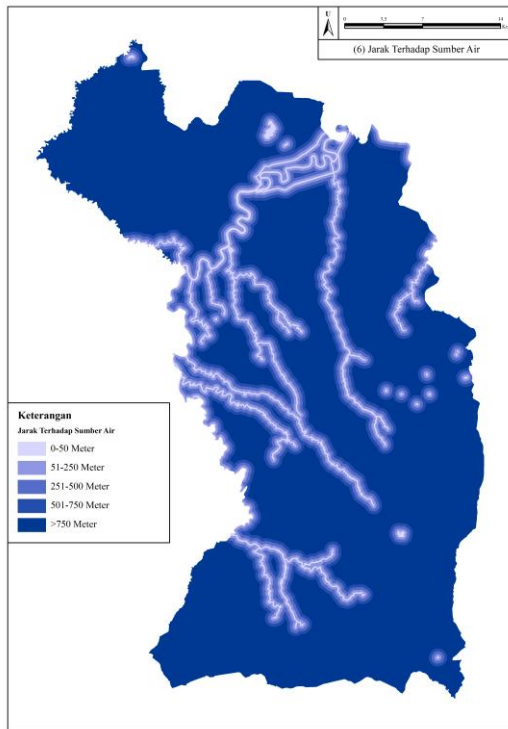 U
0 3,5 7 14
Km
(6) Jarak Terhadap Sumber Air
Keterangan
Jarak Terhadap Sumber Air
0-50 Meter
51-250 Meter
251-500 Meter
501-750 Meter
>750 Meter